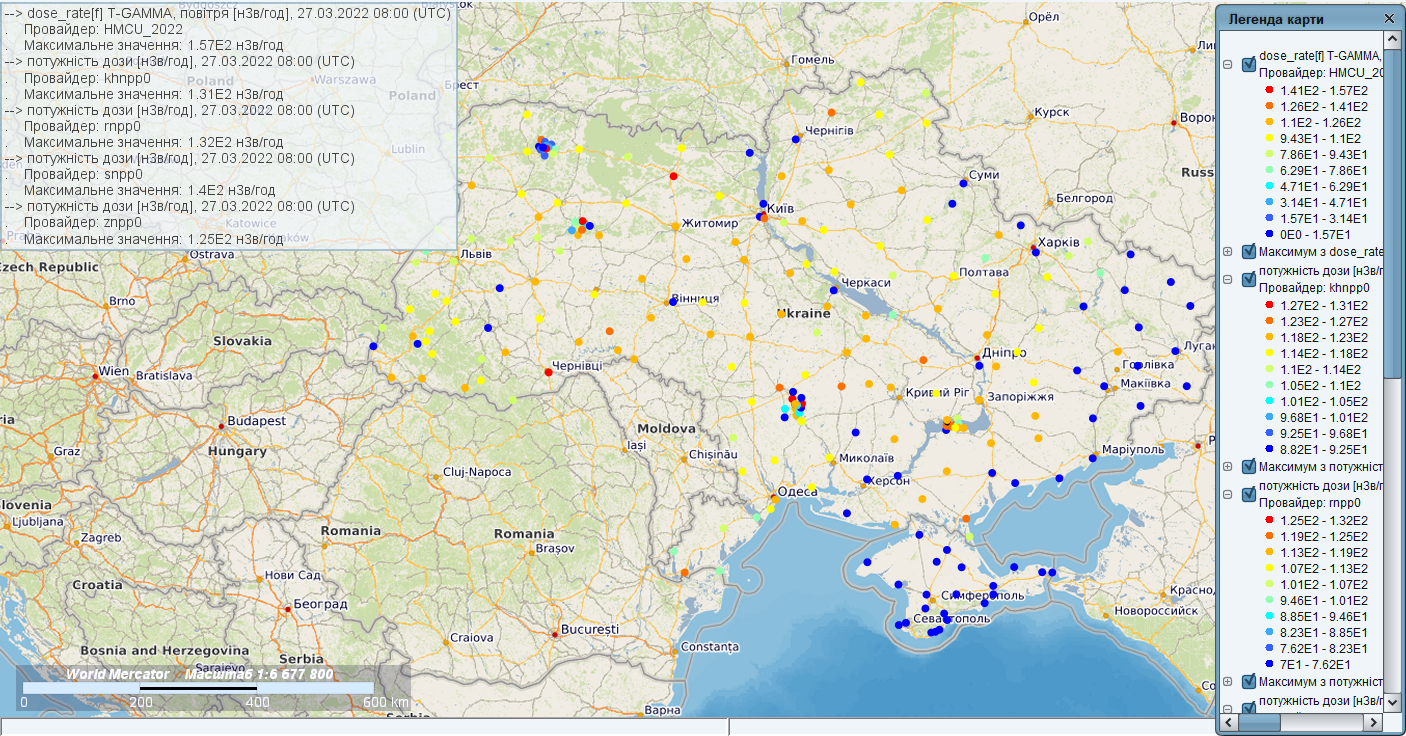 --> dose_rate[f] T-GAMMA, повітря [нЗв/год], 27.03.2022 08:00 (UTC)
. Провайдер: HMCU_2022
. Максимальне значення: 1.57E2 нЗв/год
--> потужність дози [нЗв/год], 27.03.2022 08:00 (UTC)
. Провайдер: khnpp0
. Максимальне значення: 1.31E2 нЗв/год
--> потужність дози [нЗв/год], 27.03.2022 08:00 (UTC)
. Провайдер: rnpp0
. Максимальне значення: 1.32E2 нЗв/год
--> потужність дози [нЗв/год], 27.03.2022 08:00 (UTC)
. Провайдер: snpp0
. Максимальне значення: 1.4E2 нЗв/год
--> потужність дози [нЗв/год], 27.03.2022 08:00 (UTC)
. Провайдер: znpp0
. Максимальне значення: 1.25E2 нЗв/год
Poland
Warszawa
Poland
Lublin
Katowice
Kraków
Брест
Гомель
Орёл
Курск
Чернігів
Суми
Белгород
Russ
Київ
Житомир
Харків
Львів
Полтава
Черкаси
Вінниця
Ukraine
Czech Republic
Ostrava
Brno
Slovakia
Wien
Bratislava
Чернівці
Дніпро
Горлівка
Макіївка
Кривий Ріг
Запоріжжя
Budapest
Hungary
Moldova
Iași
Chișinău
Graz
Cluj-Napoca
Миколаїв
Маріуполь
Херсон
Одеса
Slovenia
Ljubljana
Zagreb
Romania
Romania
Brașov
Croatia
Нови Сад
Београд
Симферополь
Севастополь
Новороссийск
București
Craiova
Constanța
Bosnia and Herzegovina
Sarajevo
Serbia
Serbia
Варна
World Mercator - Масштаб 1:6 677 800
0 200 400 600 km
Легенда карти
dose_rate[f] T-GAMMA,
Провайдер: HMCU_20
1.41E2 - 1.57E2
1.26E2 - 1.41E2
1.1E2 - 1.26E2
9.43E1 - 1.1E2
7.86E1 - 9.43E1
6.29E1 - 7.86E1
4.71E1 - 6.29E1
3.14E1 - 4.71E1
1.57E1 - 3.14E1
0E0 - 1.57E1
Максимум з dose_rate
потужність дози [нЗв/г
Провайдер: khnpp0
1.27E2 - 1.31E2
1.23E2 - 1.27E2
1.18E2 - 1.23E2
1.14E2 - 1.18E2
1.1E2 - 1.14E2
1.05E2 - 1.1E2
1.01E2 - 1.05E2
9.68E1 - 1.01E2
9.25E1 - 9.68E1
8.82E1 - 9.25E1
Максимум з потужніст
потужність дози [нЗв/г
Провайдер: rnpp0
1.25E2 - 1.32E2
1.19E2 - 1.25E2
1.13E2 - 1.19E2
1.07E2 - 1.13E2
1.01E2 - 1.07E2
9.46E1 - 1.01E2
8.85E1 - 9.46E1
8.23E1 - 8.85E1
7.62E1 - 8.23E1
7E1 - 7.62E1
Максимум з потужніст
потужність дози [нЗв/г